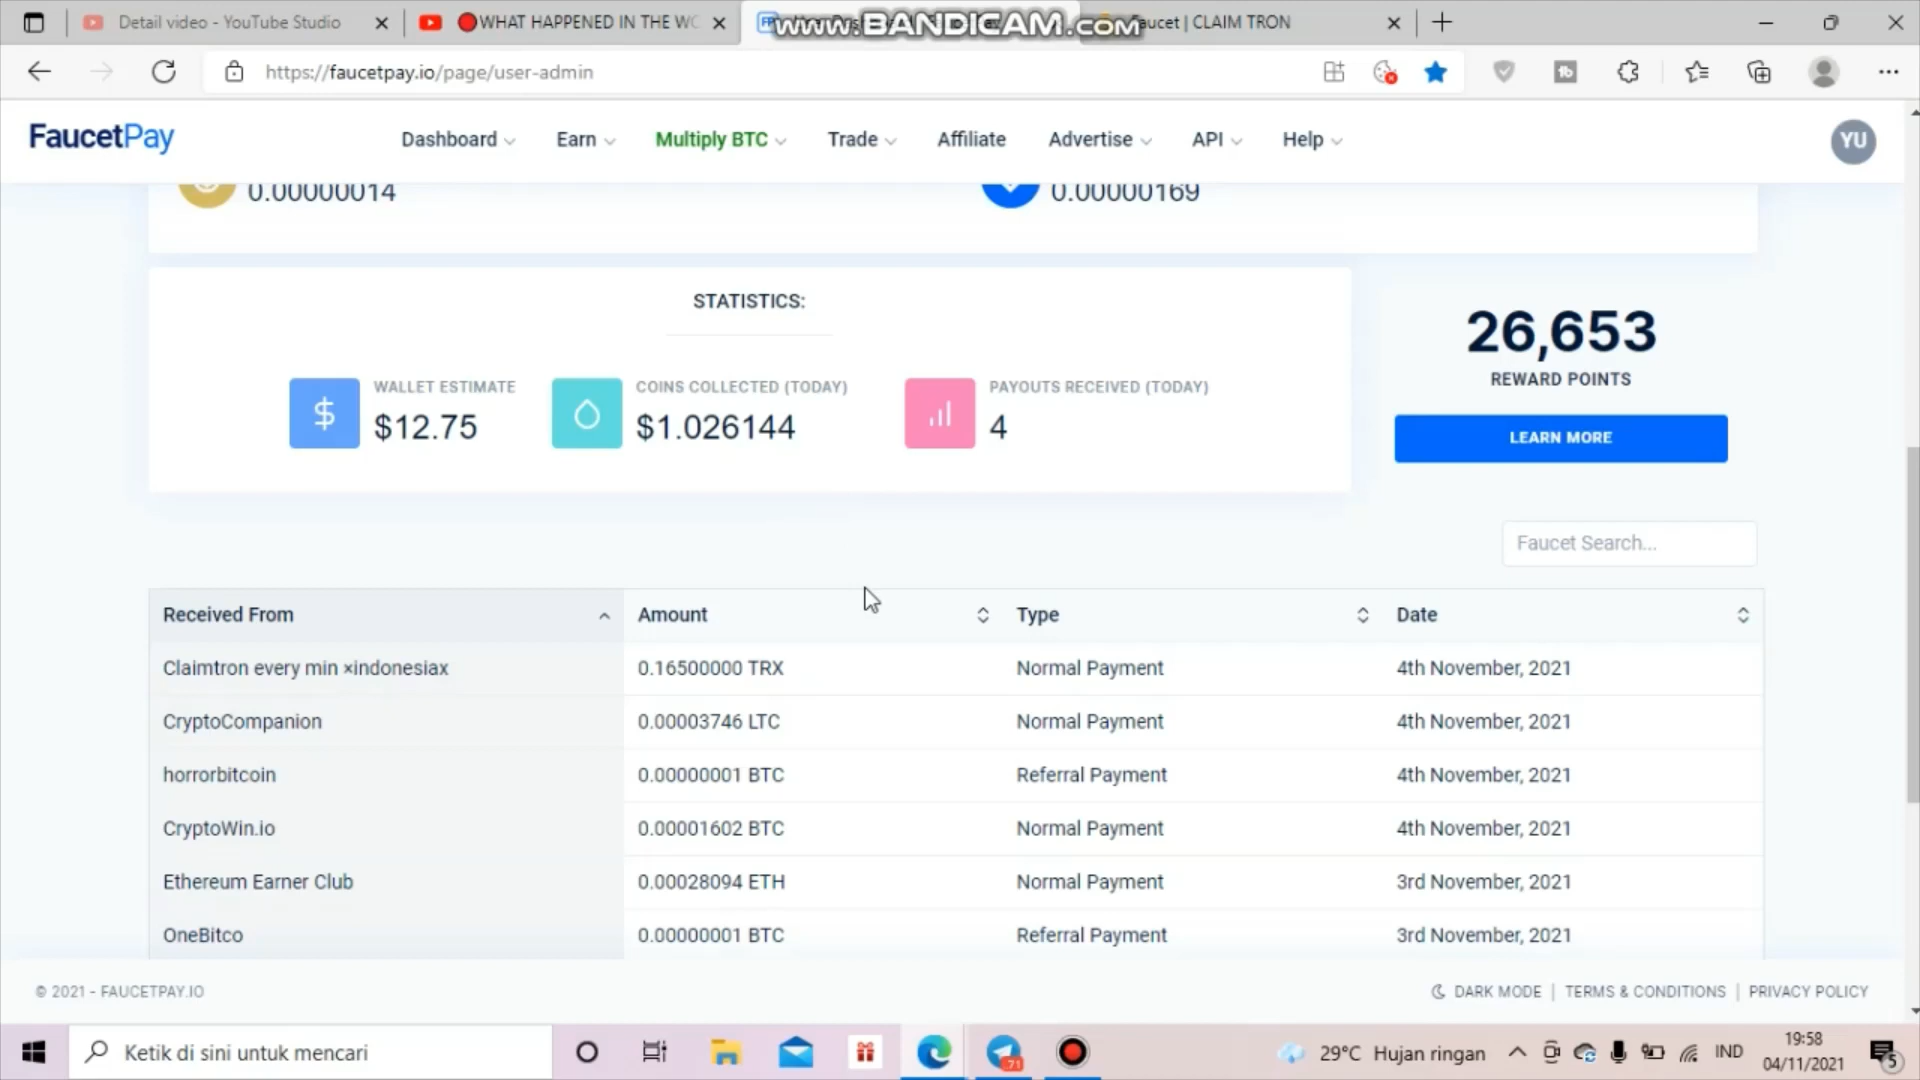 Detail video - YouTube Studio
WHAT HAPPENED IN THE WO
www.BANDICAM.com
Faucet | CLAIM TRON
https://faucetpay.io/page/user-admin
FaucetPay
Dashboard
Earn
Multiply BTC
Trade
Affiliate
Advertise
API
Help
YU
0.00000014
0.00000169
STATISTICS:
WALLET ESTIMATE
$12.75
COINS COLLECTED (TODAY)
$1.026144
PAYOUTS RECEIVED (TODAY)
4
26,653
REWARD POINTS
LEARN MORE
Faucet Search...
Received From Amount Type Date
Claimtron every min ×indonesiax 0.16500000 TRX Normal Payment 4th November, 2021
CryptoCompanion 0.00003746 LTC Normal Payment 4th November, 2021
horrorbitcoin 0.00000001 BTC Referral Payment 4th November, 2021
CryptoWin.io 0.00001602 BTC Normal Payment 4th November, 2021
Ethereum Earner Club 0.00028094 ETH Normal Payment 3rd November, 2021
OneBitco 0.00000001 BTC Referral Payment 3rd November, 2021
© 2021 - FAUCETPAY.IO
DARK MODE | TERMS & CONDITIONS | PRIVACY POLICY
Ketik di sini untuk mencari
71
29°C Hujan ringan
IND
19:58
04/11/2021
5